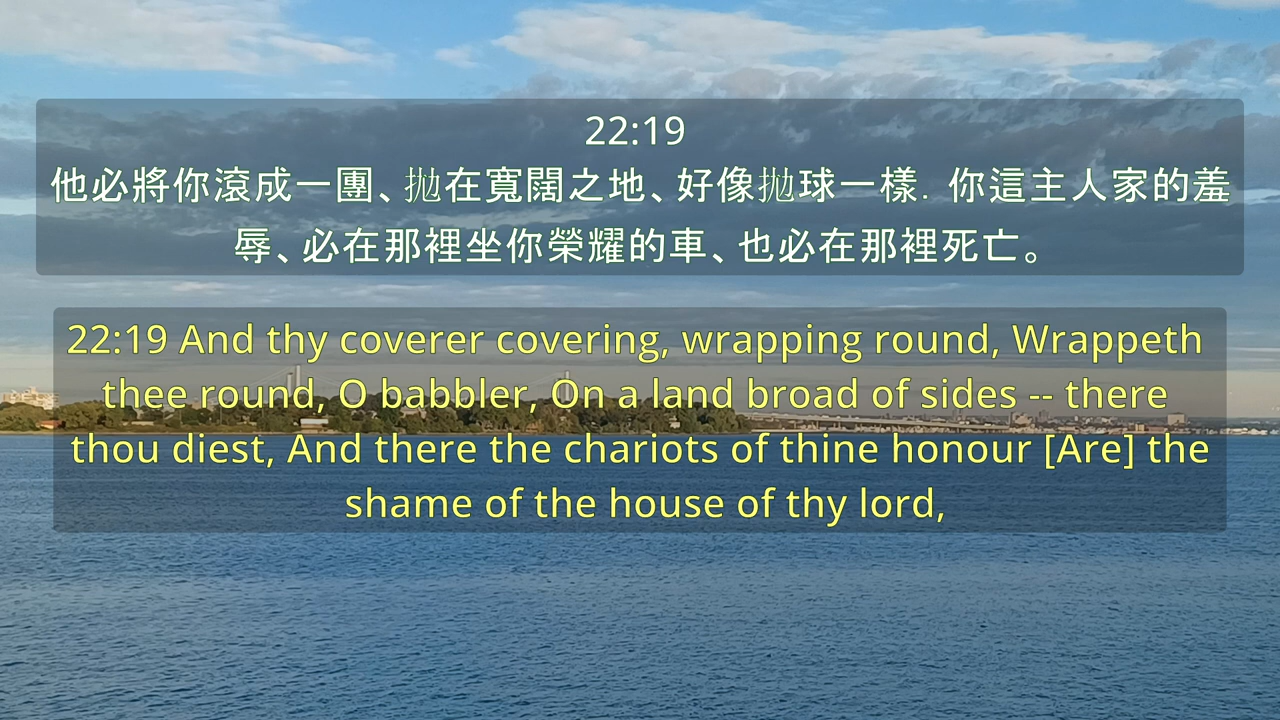 22:19
他必將你滾成一團、拋在寬闊之地、好像拋球一樣. 你這主人家的羞
辱、必在那裡坐你榮耀的車、也必在那裡死亡。
22:19 And thy coverer covering, wrapping round, Wrappeth
thee round, O babbler, On a land broad of sides -- there
thou diest, And there the chariots of thine honour [Are] the
shame of the house of thy lord,